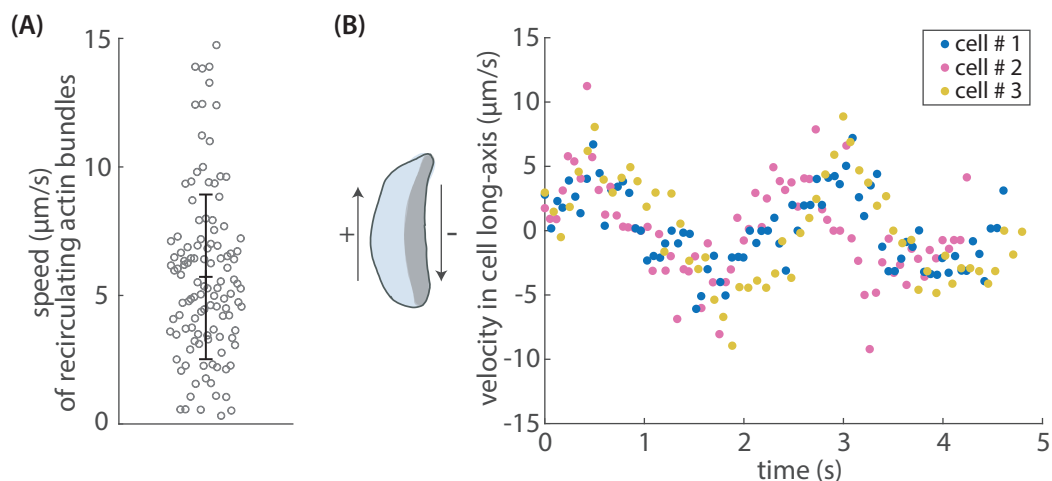 (A)
speed (μm/s)
of recirculating actin bundles
15
10
5
0
(B)
+
-
velocity in cell long-axis (μm/s)
15
10
5
0
-5
-10
-15
0
1
2
3
4
5
time (s)
cell # 1
cell # 2
cell # 3